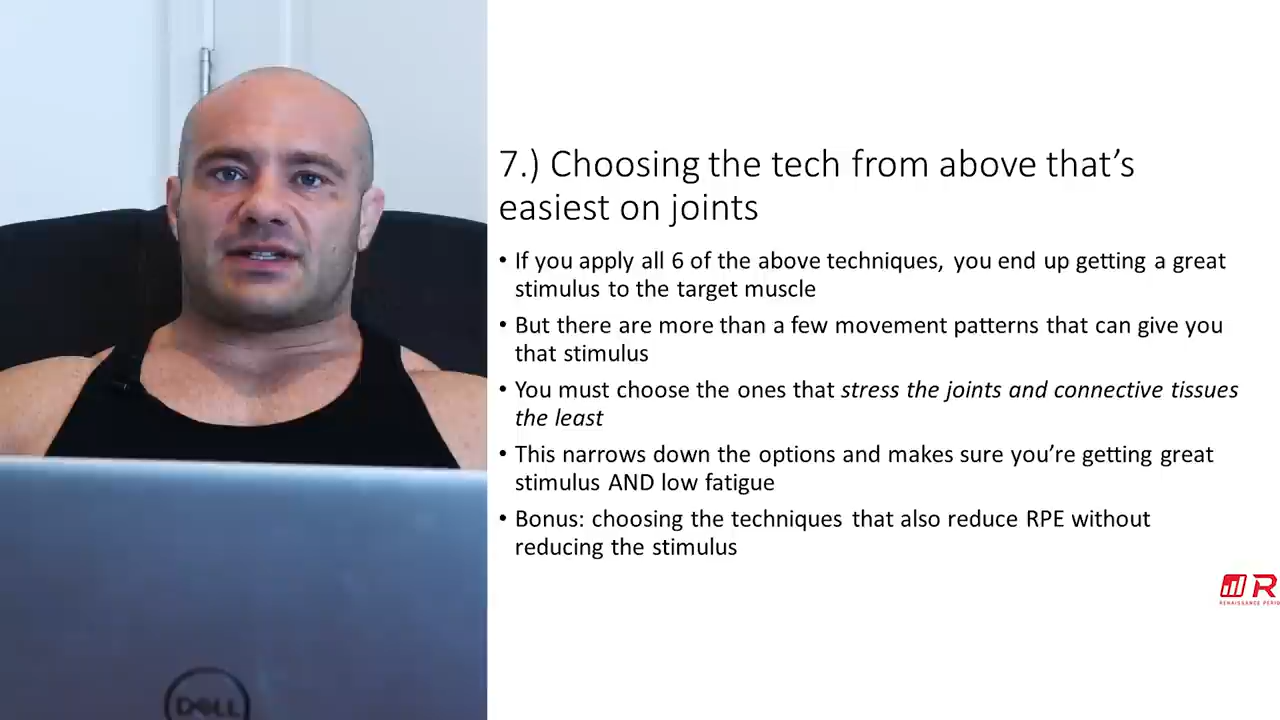 7.) Choosing the tech from above that’s
easiest on joints
• If you apply all 6 of the above techniques, you end up getting a great
stimulus to the target muscle
• But there are more than a few movement patterns that can give you
that stimulus
• You must choose the ones that stress the joints and connective tissues
the least
• This narrows down the options and makes sure you’re getting great
stimulus AND low fatigue
• Bonus: choosing the techniques that also reduce RPE without
reducing the stimulus
R
RENAISSANCE PERIO
DELL